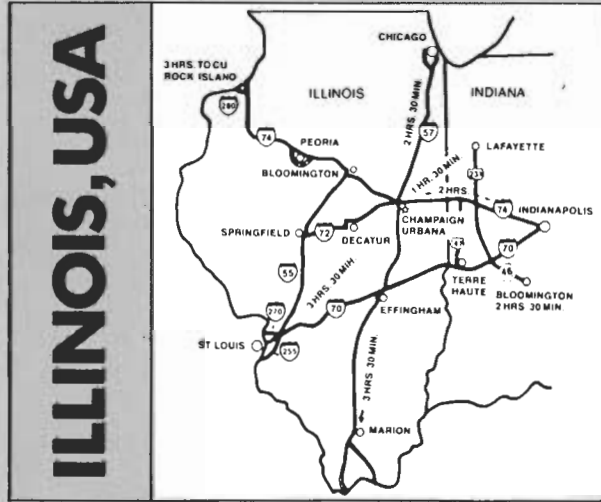 ILLINOIS, USA
CHICAGO
3 HRS. TO CU
ROCK ISLAND
280
ILLINOIS
INDIANA
2 HRS. 30 MIN.
57
74
PEORIA
BLOOMINGTON
LAFAYETTE
231
1 HR. 30 MIN.
2 HRS.
74
INDIANAPOLIS
CHAMPAIGN
URBANA
SPRINGFIELD
72
DECATUR
70
TERRE
HAUTE
46
BLOOMINGTON
2 HRS 30 MIN.
55
3 HRS 30 MIN
70
EFFINGHAM
270
ST LOUIS
255
3 HRS 30 MIN.
MARION